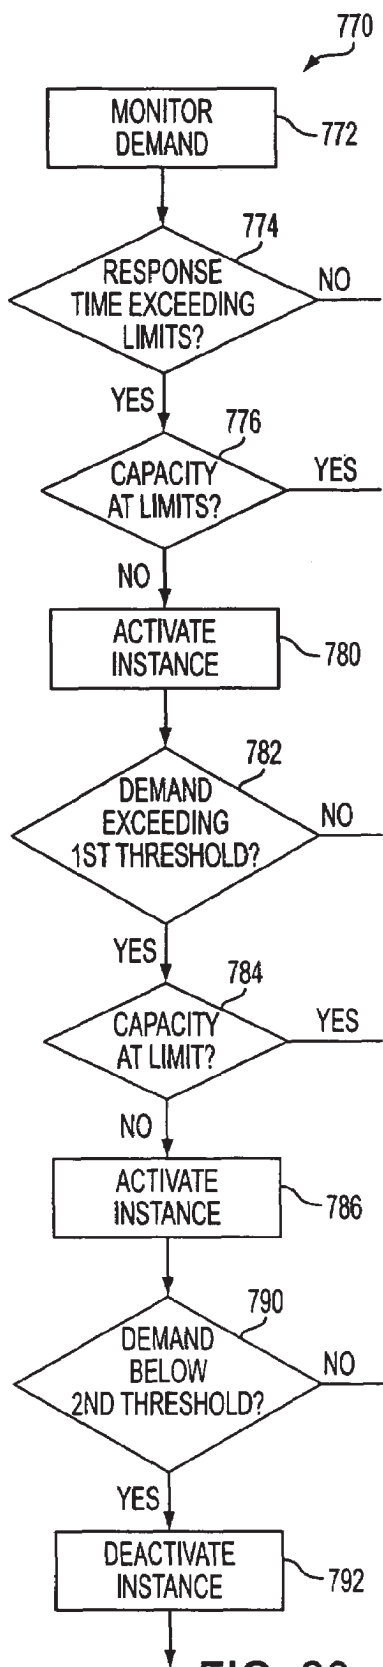 770
MONITOR
DEMAND
772
774
RESPONSE
TIME EXCEEDING
LIMITS?
NO
YES
776
CAPACITY
AT LIMITS?
YES
NO
ACTIVATE
INSTANCE
780
782
DEMAND
EXCEEDING
1ST THRESHOLD?
NO
YES
784
CAPACITY
AT LIMIT?
YES
NO
ACTIVATE
INSTANCE
786
790
DEMAND
BELOW
2ND THRESHOLD?
NO
YES
DEACTIVATE
INSTANCE
792